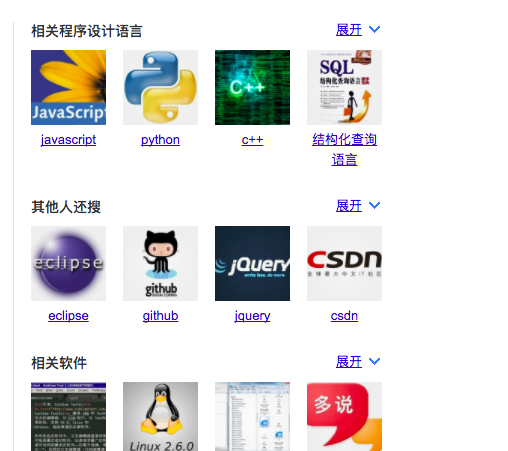 相关程序设计语言
展开
JavaScrip
C++
SQL
结构化查询语言
javascript
python
c++
结构化查询
语言
其他人还搜
展开
eclipse
github
SOCIAL CODING
jQuery
write less, do more.
CSDN
全球最大中文IT社区
eclipse
github
jquery
csdn
相关软件
展开
Linux 2.6.0
多说